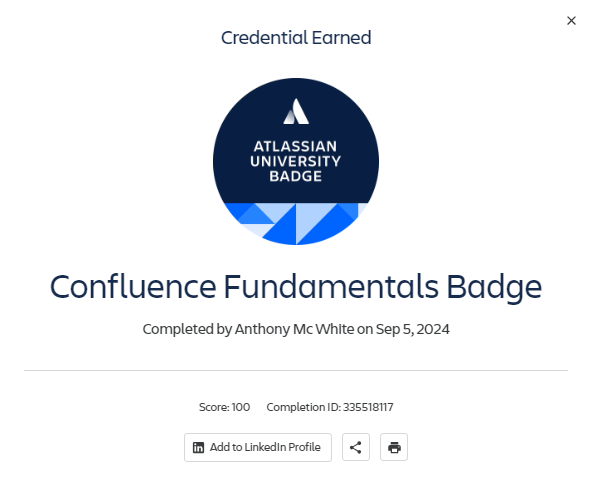 Credential Earned
ATLASSIAN
UNIVERSITY
BADGE
Confluence Fundamentals Badge
Completed by Anthony Mc White on Sep 5, 2024
Score: 100 Completion ID: 335518117
Add to LinkedIn Profile